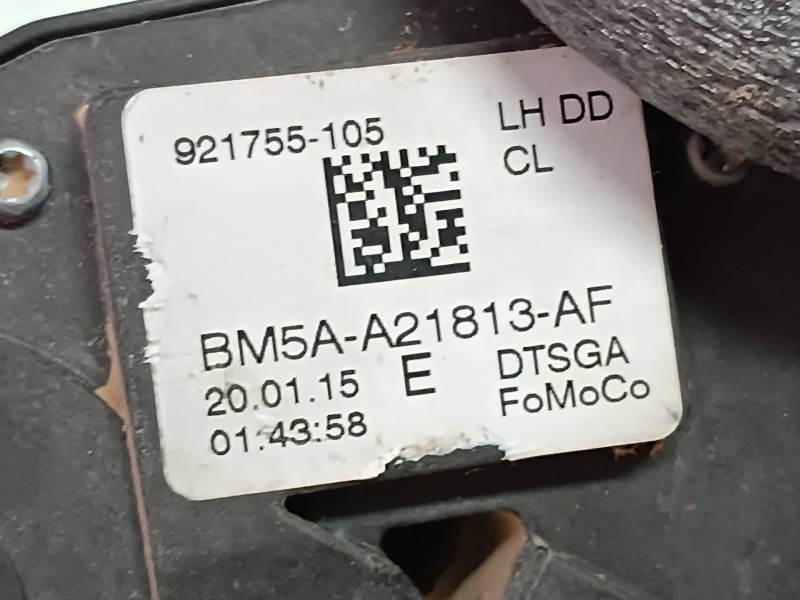 921755-105
LH DD
CL
BM5A-A21813-AF
20.01.15
E
DTSGA
01:43:58
FoMoCo